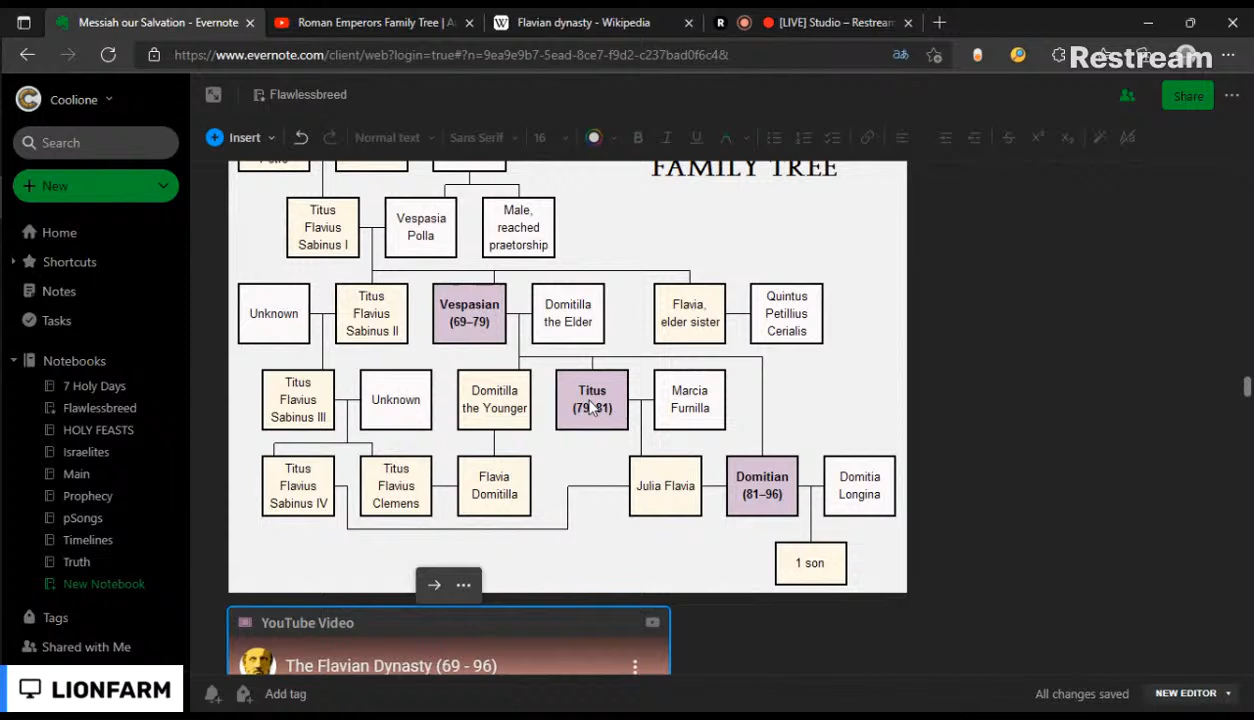 Messiah our Salvation - Evernote
Roman Emperors Family Tree | A
Flavian dynasty - Wikipedia
[LIVE] Studio – Restream
https://www.evernote.com/client/web?login=true#?n=9ea9e9b7-5ead-8ce7-f9d2-c237bad0f6c4&
Restream
Coolione
Flawlessbreed
Share
Search
Insert
Normal text
Sans Serif
16
New
Home
Shortcuts
Notes
Tasks
Notebooks
7 Holy Days
Flawlessbreed
HOLY FEASTS
Israelites
Main
Prophecy
pSongs
Timelines
Truth
New Notebook
Tags
Shared with Me
LIONFARM
FAMILY TREE
Titus
Flavius
Sabinus I
Vespasia
Polla
Male,
reached
praetorship
Unknown
Titus
Flavius
Sabinus II
Vespasian
(69–79)
Domitilla
the Elder
Flavia,
elder sister
Quintus
Petillius
Cerialis
Titus
Flavius
Sabinus III
Unknown
Domitilla
the Younger
Titus
(79–81)
Marcia
Furnilla
Titus
Flavius
Sabinus IV
Titus
Flavius
Clemens
Flavia
Domitilla
Julia Flavia
Domitian
(81–96)
Domitia
Longina
1 son
YouTube Video
The Flavian Dynasty (69 - 96)
Add tag
All changes saved
NEW EDITOR